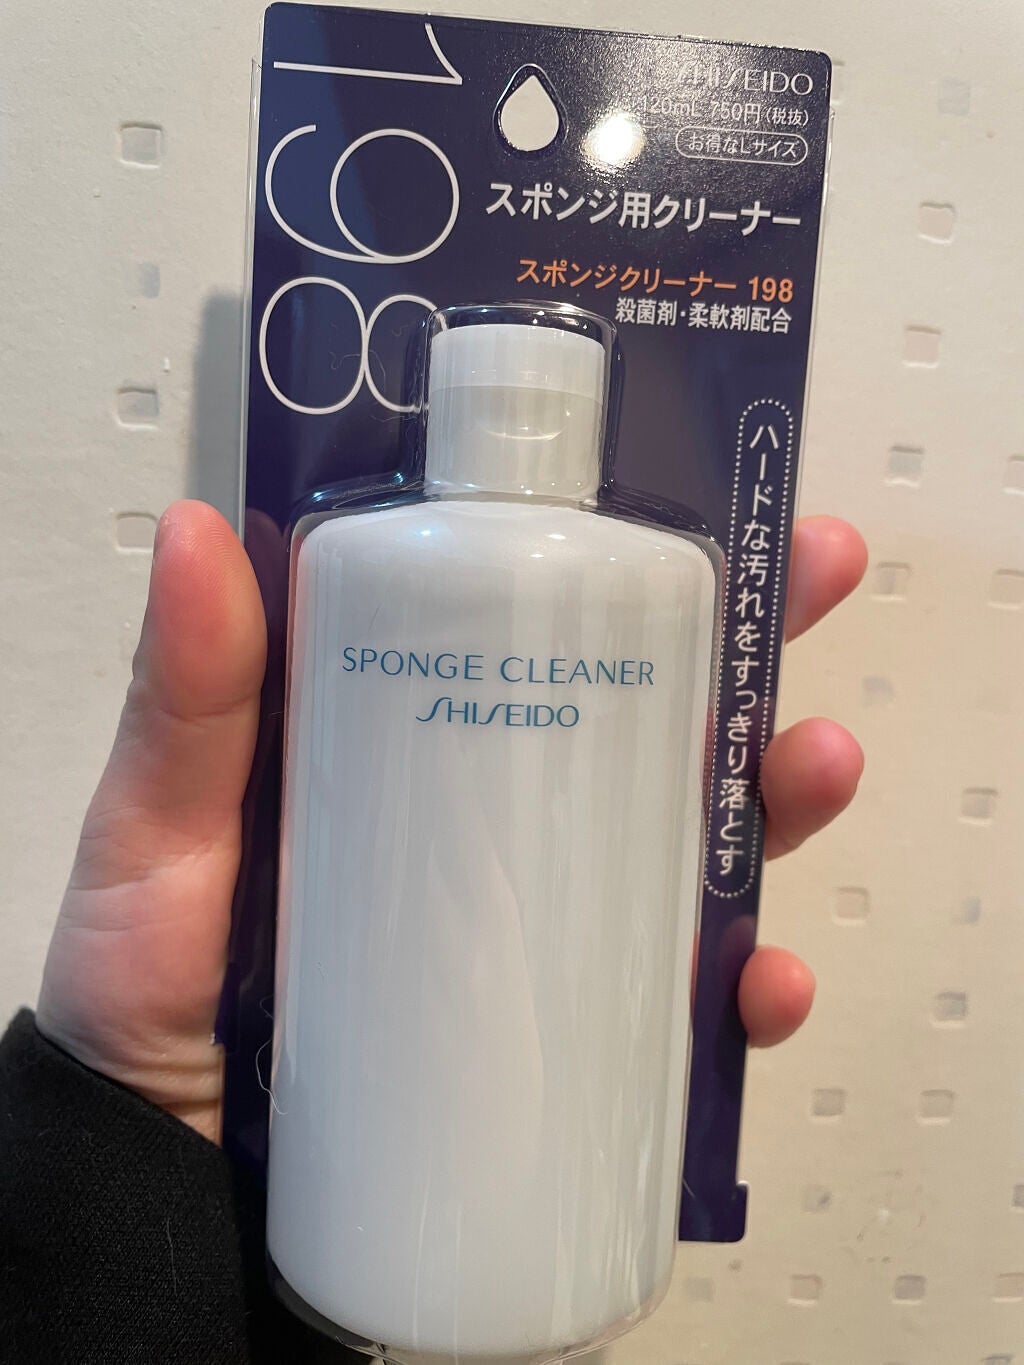 198
SHISEIDO
120mL 750円(税抜)
お得なLサイズ
スポンジ用クリーナー
スポンジクリーナー 198
殺菌剤・柔軟剤配合
ハードな汚れをすっきり落とす
SPONGE CLEANER
SHISEIDO